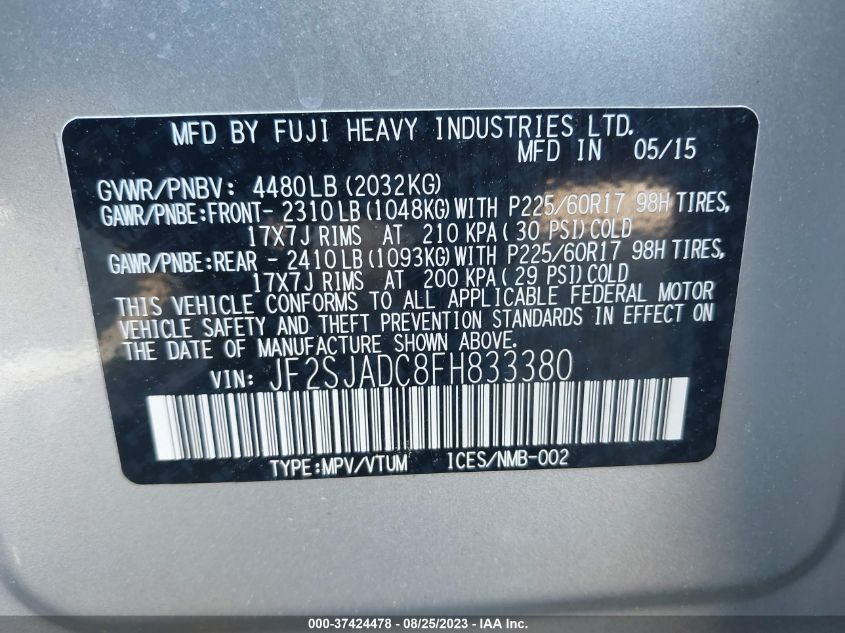 MFD BY FUJI HEAVY INDUSTRIES LTD.
MFD IN 05/15
GVWR/PNBV: 4480LB (2032KG)
GAWR/PNBE:FRONT- 2310LB (1048KG) WITH P225/60R17 98H TIRES,
17X7J RIMS AT 210 KPA ( 30 PSI) COLD
GAWR/PNBE:REAR - 2410LB (1093KG) WITH P225/60R17 98H TIRES,
17X7J RIMS AT 200 KPA ( 29 PSI) COLD
THIS VEHICLE CONFORMS TO ALL APPLICABLE FEDERAL MOTOR
VEHICLE SAFETY AND THEFT PREVENTION STANDARDS IN EFFECT ON
THE DATE OF MANUFACTURE SHOWN ABOVE.
VIN: JF2SJADC8FH833380
TYPE:MPV/VTUM ICES/NMB-002
000-37424478 - 08/25/2023 - IAA Inc.